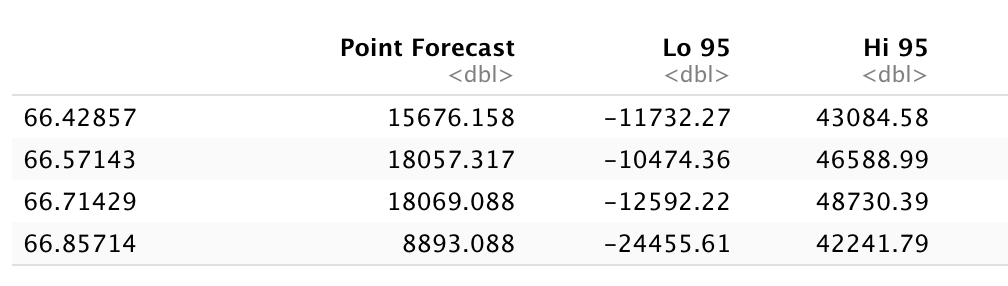 Point Forecast Lo 95 Hi 95
<dbl> <dbl> <dbl>
66.42857 15676.158 -11732.27 43084.58
66.57143 18057.317 -10474.36 46588.99
66.71429 18069.088 -12592.22 48730.39
66.85714 8893.088 -24455.61 42241.79